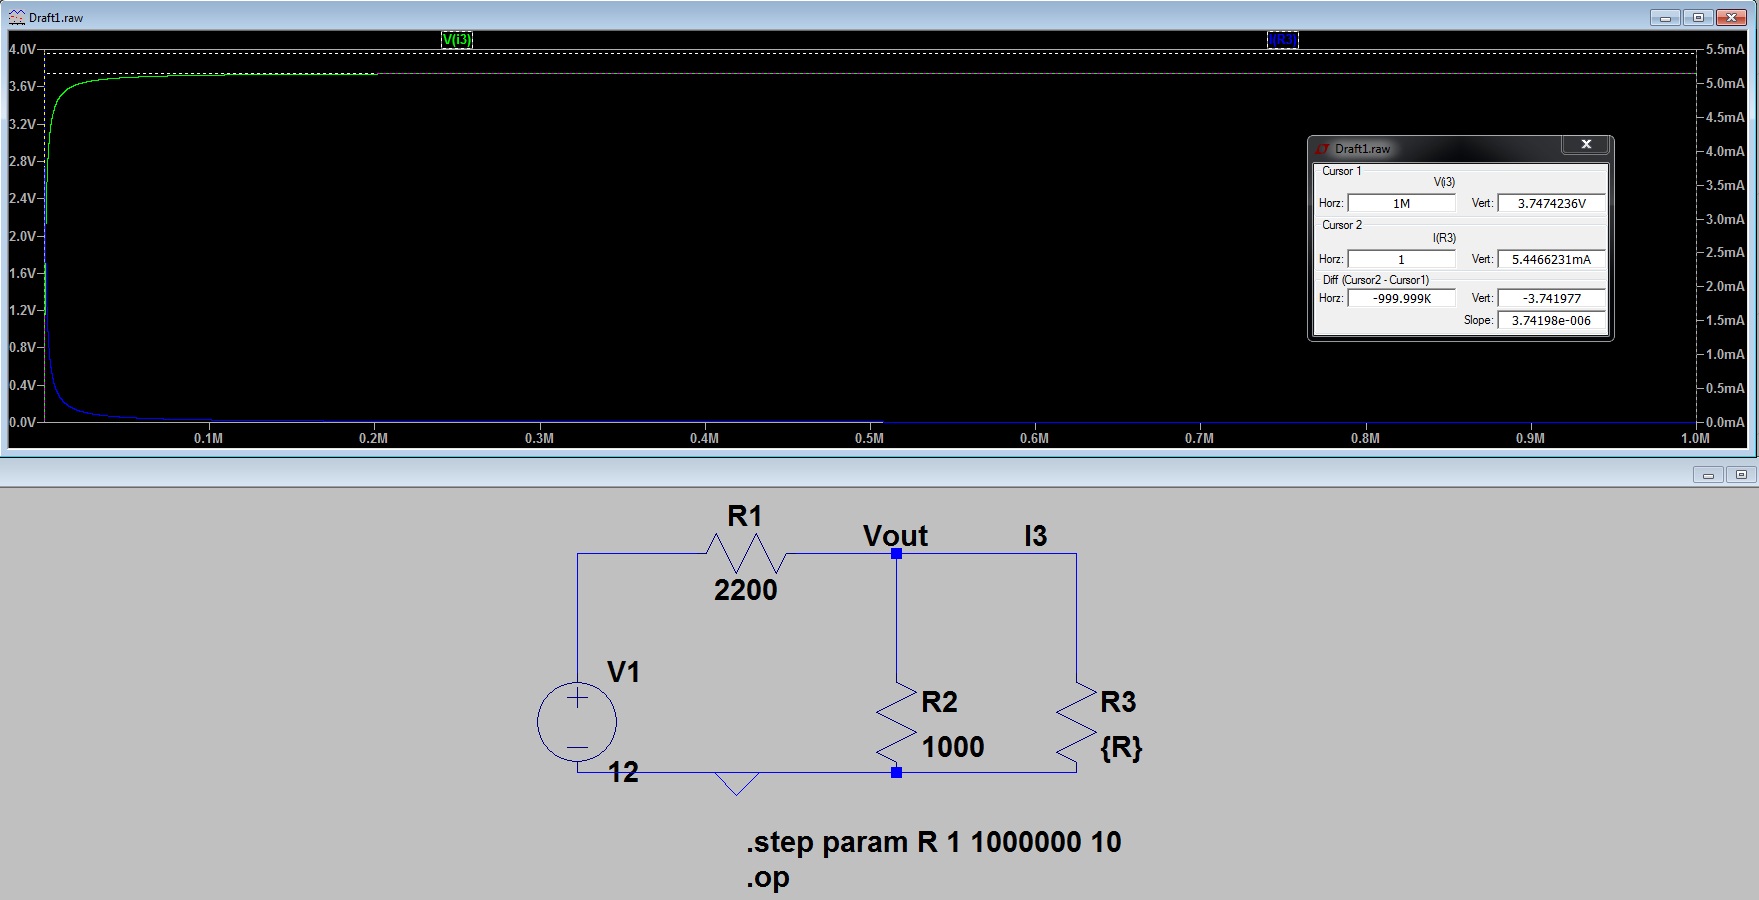 Draft1.raw
V(i3) I(R3)
4.0V 5.5mA
3.6V 5.0mA
3.2V 4.5mA
2.8V 4.0mA
2.4V 3.5mA
2.0V 3.0mA
1.6V 2.5mA
1.2V 2.0mA
0.8V 1.5mA
0.4V 1.0mA
0.0V 0.5mA
0.0mA
0.1M 0.2M 0.3M 0.4M 0.5M 0.6M 0.7M 0.8M 0.9M 1.0M
Draft1.raw
Cursor 1
V(i3)
Horz: 1M Vert: 3.7474236V
Cursor 2
I(R3)
Horz: 1 Vert: 5.4466231mA
Diff (Cursor2 - Cursor1)
Horz: -999.999K Vert: -3.741977
Slope: 3.74198e-006
R1
2200
Vout
I3
V1
12
R2
1000
R3
{R}
.step param R 1 1000000 10
.op